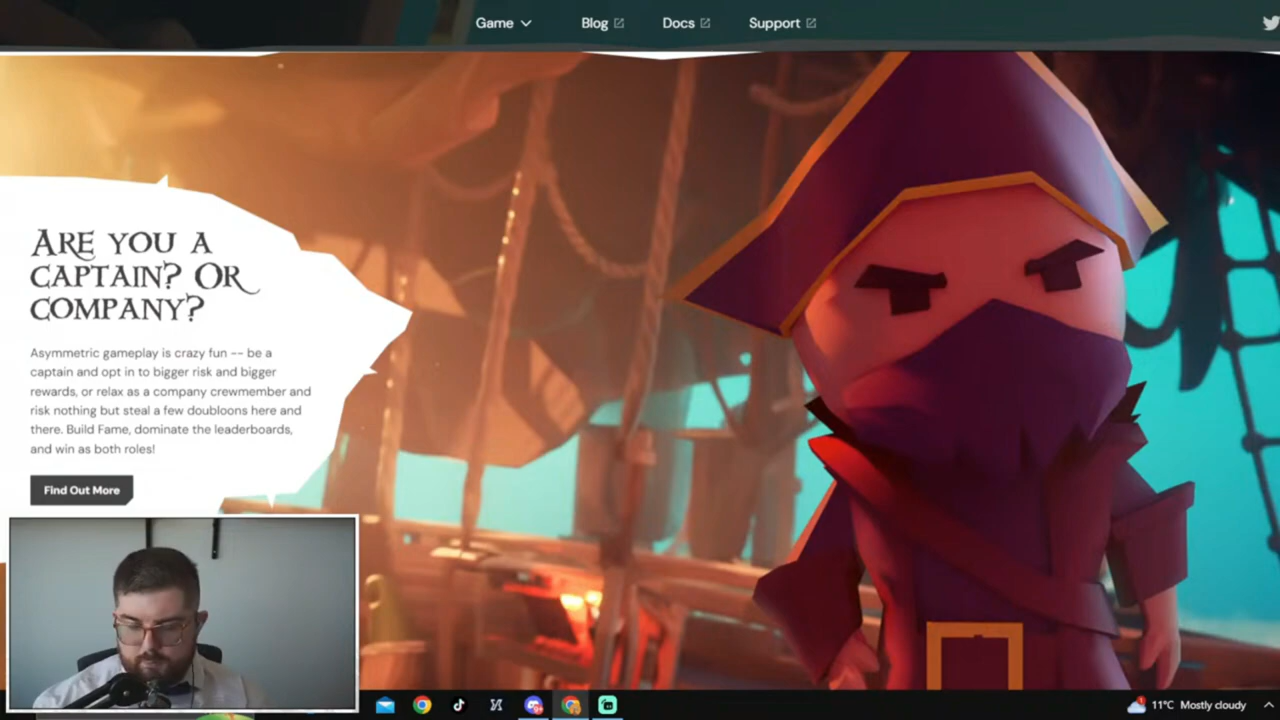 Game
Blog
Docs
Support
ARE YOU A
CAPTAIN? OR
COMPANY?
Asymmetric gameplay is crazy fun -- be a
captain and opt in to bigger risk and bigger
rewards, or relax as a company crewmember and
risk nothing but steal a few doubloons here and
there. Build Fame, dominate the leaderboards,
and win as both roles!
Find Out More
11°C Mostly cloudy